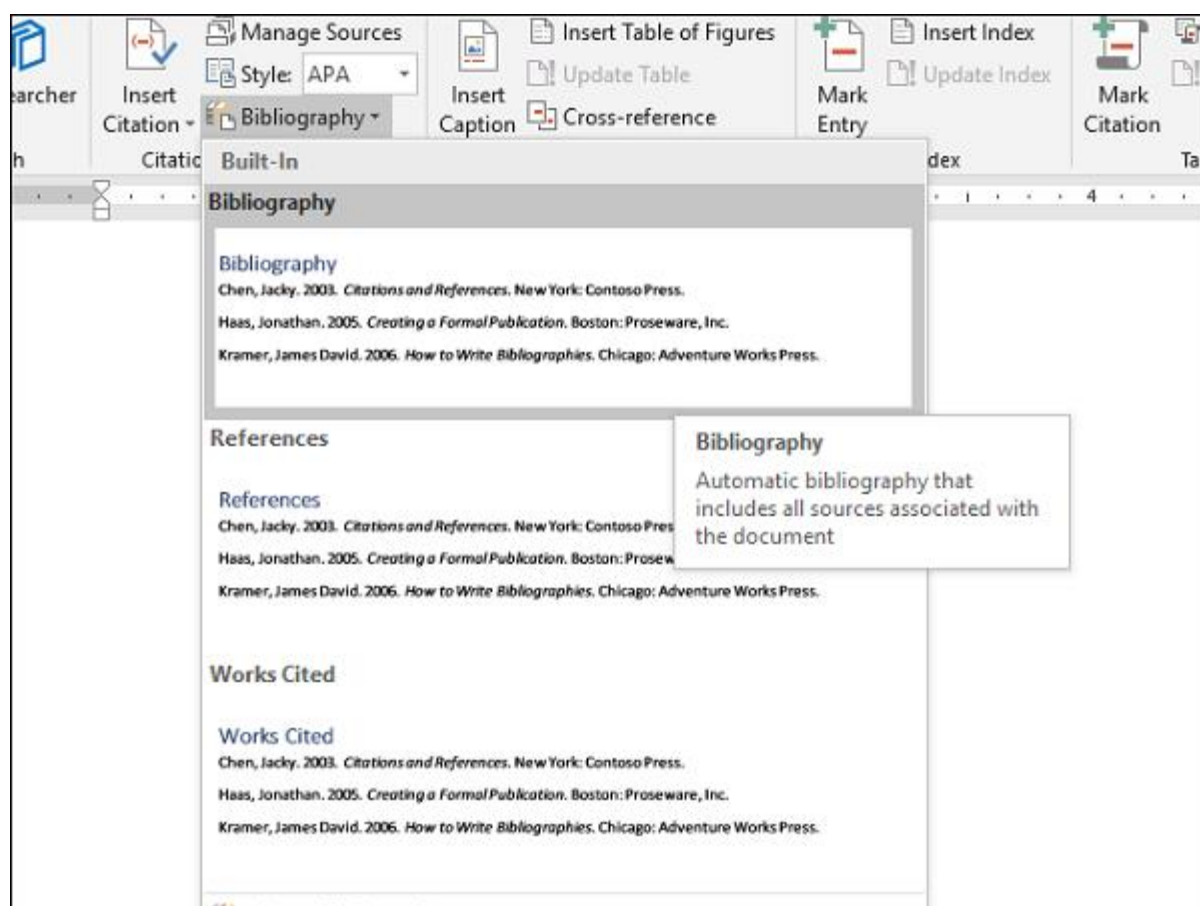 Manage Sources
Insert Table of Figures
Insert Index
Style: APA
Update Table
Update Index
earcher
Insert
Citation
Bibliography
Insert
Caption
Cross-reference
Mark
Entry
Mark
Citation
h
Citatio
dex
Ta
Built-In
4
Bibliography
Bibliography
Chen, Jacky. 2003. Citations and References. New York: Contoso Press.
Haas, Jonathan. 2005. Creating a Formal Publication. Boston: Proseware, Inc.
Kramer, James David. 2006. How to Write Bibliographies. Chicago: Adventure Works Press.
References
References
Chen, Jacky. 2003. Citations and References. New York: Contoso Pres
Haas, Jonathan. 2005. Creating a Formal Publication. Boston: Prosew
Kramer, James David. 2006. How to Write Bibliographies. Chicago: Adventure Works Press.
Bibliography
Automatic bibliography that
includes all sources associated with
the document
Works Cited
Works Cited
Chen, Jacky. 2003. Citations and References. New York: Contoso Press.
Haas, Jonathan. 2005. Creating a Formal Publication. Boston: Proseware, Inc.
Kramer, James David. 2006. How to Write Bibliographies. Chicago: Adventure Works Press.